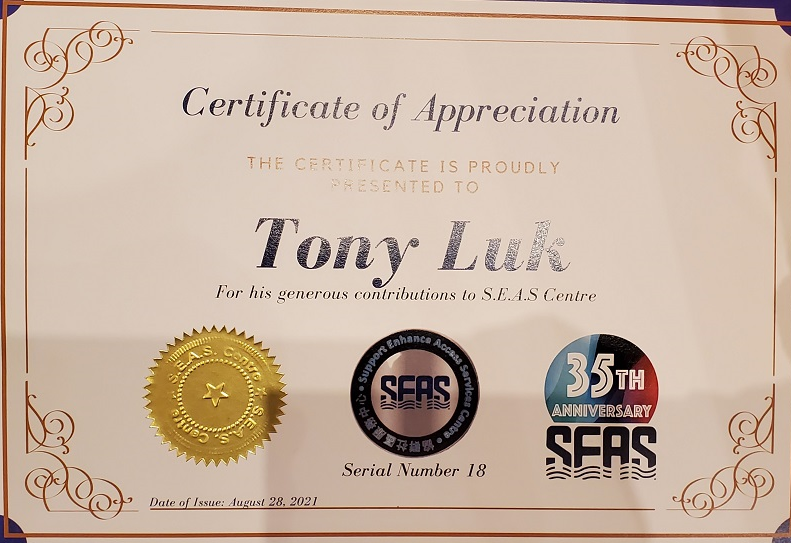 Certificate of Appreciation
THE CERTIFICATE IS PROUDLY
PRESENTED TO
Tony Luk
For his generous contributions to S.E.A.S Centre
S.E.A.S. Centre
S.E.A.S. Centre
Support Enhance Access Services Centre
SEAS
35TH
ANNIVERSARY
SEAS
Serial Number 18
Date of Issue: August 28, 2021